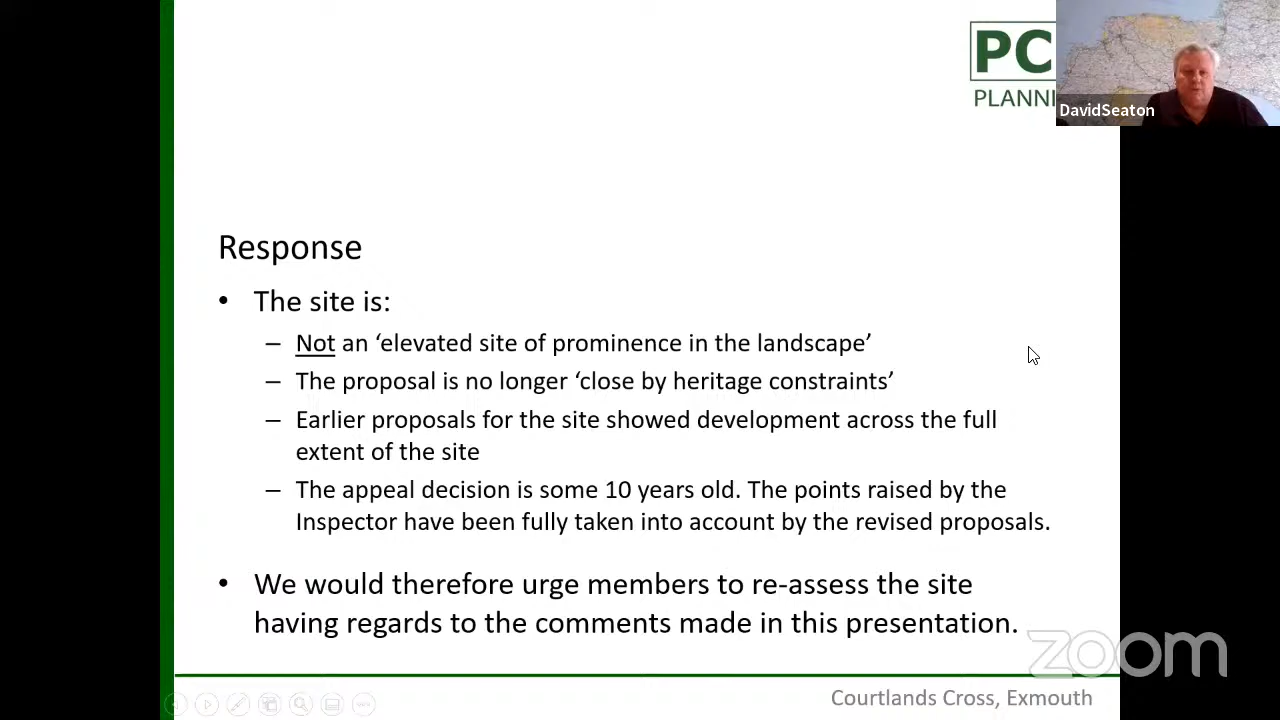 PC
PLANNI
DavidSeaton
Response
• The site is:
– Not an ‘elevated site of prominence in the landscape’
– The proposal is no longer ‘close by heritage constraints’
– Earlier proposals for the site showed development across the full
extent of the site
– The appeal decision is some 10 years old. The points raised by the
Inspector have been fully taken into account by the revised proposals.
• We would therefore urge members to re-assess the site
having regards to the comments made in this presentation.
zoom
Courtlands Cross, Exmouth